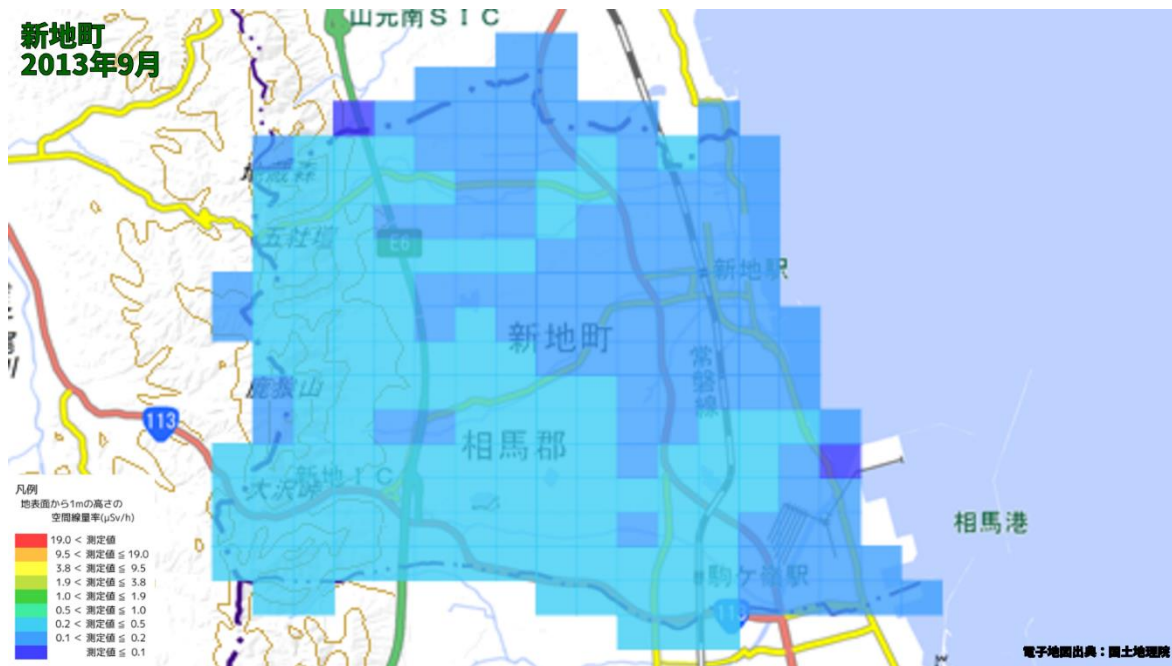 新地町
2013年9月
山元南ＳＩＣ
五社壇
E6
新地駅
新地町
常磐線
鹿狼山
113
相馬郡
新地ＩＣ
大沢峠
相馬港
駒ケ嶺駅
凡例
地表面から1mの高さの
空間線量率(μSv/h)
19.0 < 測定値
9.5 < 測定値 ≤ 19.0
3.8 < 測定値 ≤ 9.5
1.9 < 測定値 ≤ 3.8
1.0 < 測定値 ≤ 1.9
0.5 < 測定値 ≤ 1.0
0.2 < 測定値 ≤ 0.5
0.1 < 測定値 ≤ 0.2
測定値 ≤ 0.1
電子地図出典：国土地理院